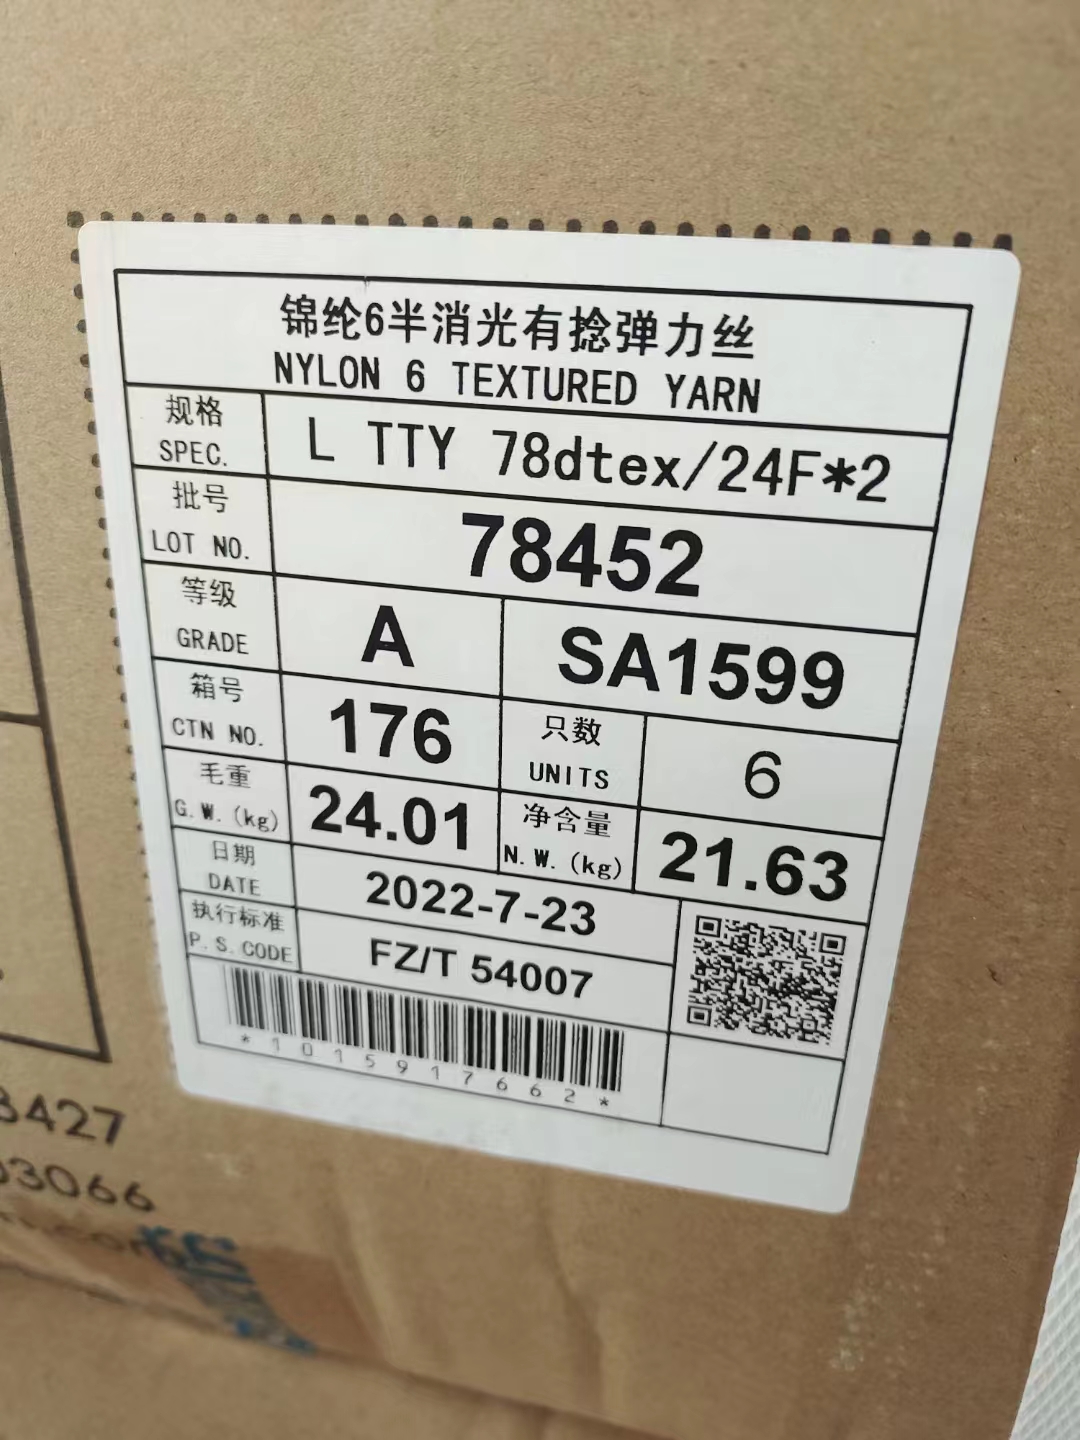 锦纶6半消光有捻弹力丝
NYLON 6 TEXTURED YARN
规格
SPEC.
L TTY 78dtex/24F*2
批号
LOT NO.
78452
等级
GRADE
A
SA1599
箱号
CTN NO.
176
只数
UNITS
6
毛重
G.W.(kg)
24.01
净含量
N.W.(kg)
21.63
日期
DATE
2022-7-23
执行标准
P.S.CODE
FZ/T 54007
*1015917662*
3427
3066